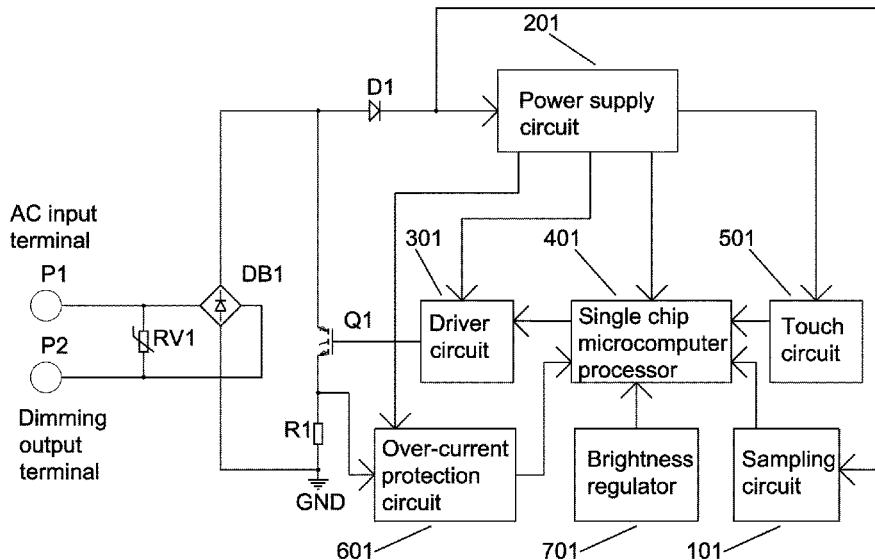 201
D1
Power supply
circuit
AC input
terminal
P1
DB1
301
401
501
Q1
Driver
circuit
Single chip
microcomputer
processor
Touch
circuit
P2
RV1
Dimming
output
terminal
R1
GND
Over-current
protection
circuit
Brightness
regulator
Sampling
circuit
601
701
101